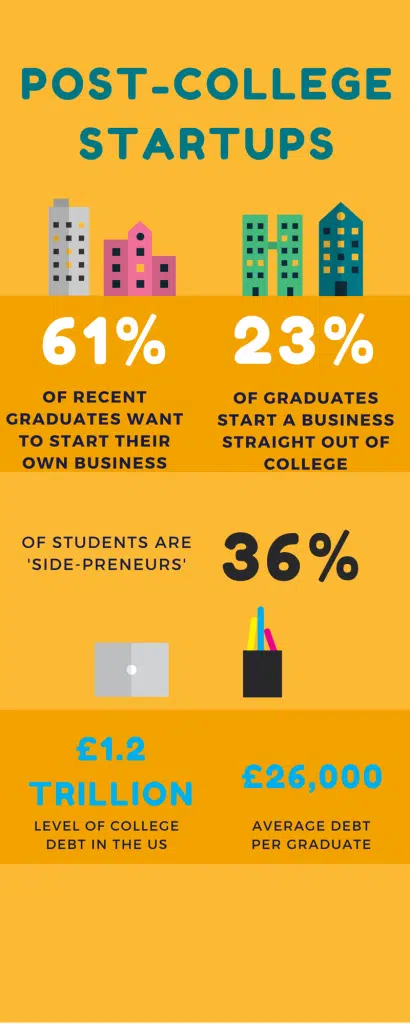 POST-COLLEGE
STARTUPS
61%
OF RECENT
GRADUATES WANT
TO START THEIR
OWN BUSINESS
23%
OF GRADUATES
START A BUSINESS
STRAIGHT OUT OF
COLLEGE
OF STUDENTS ARE
'SIDE-PRENEURS'
36%
£1.2
TRILLION
LEVEL OF COLLEGE
DEBT IN THE US
£26,000
AVERAGE DEBT
PER GRADUATE